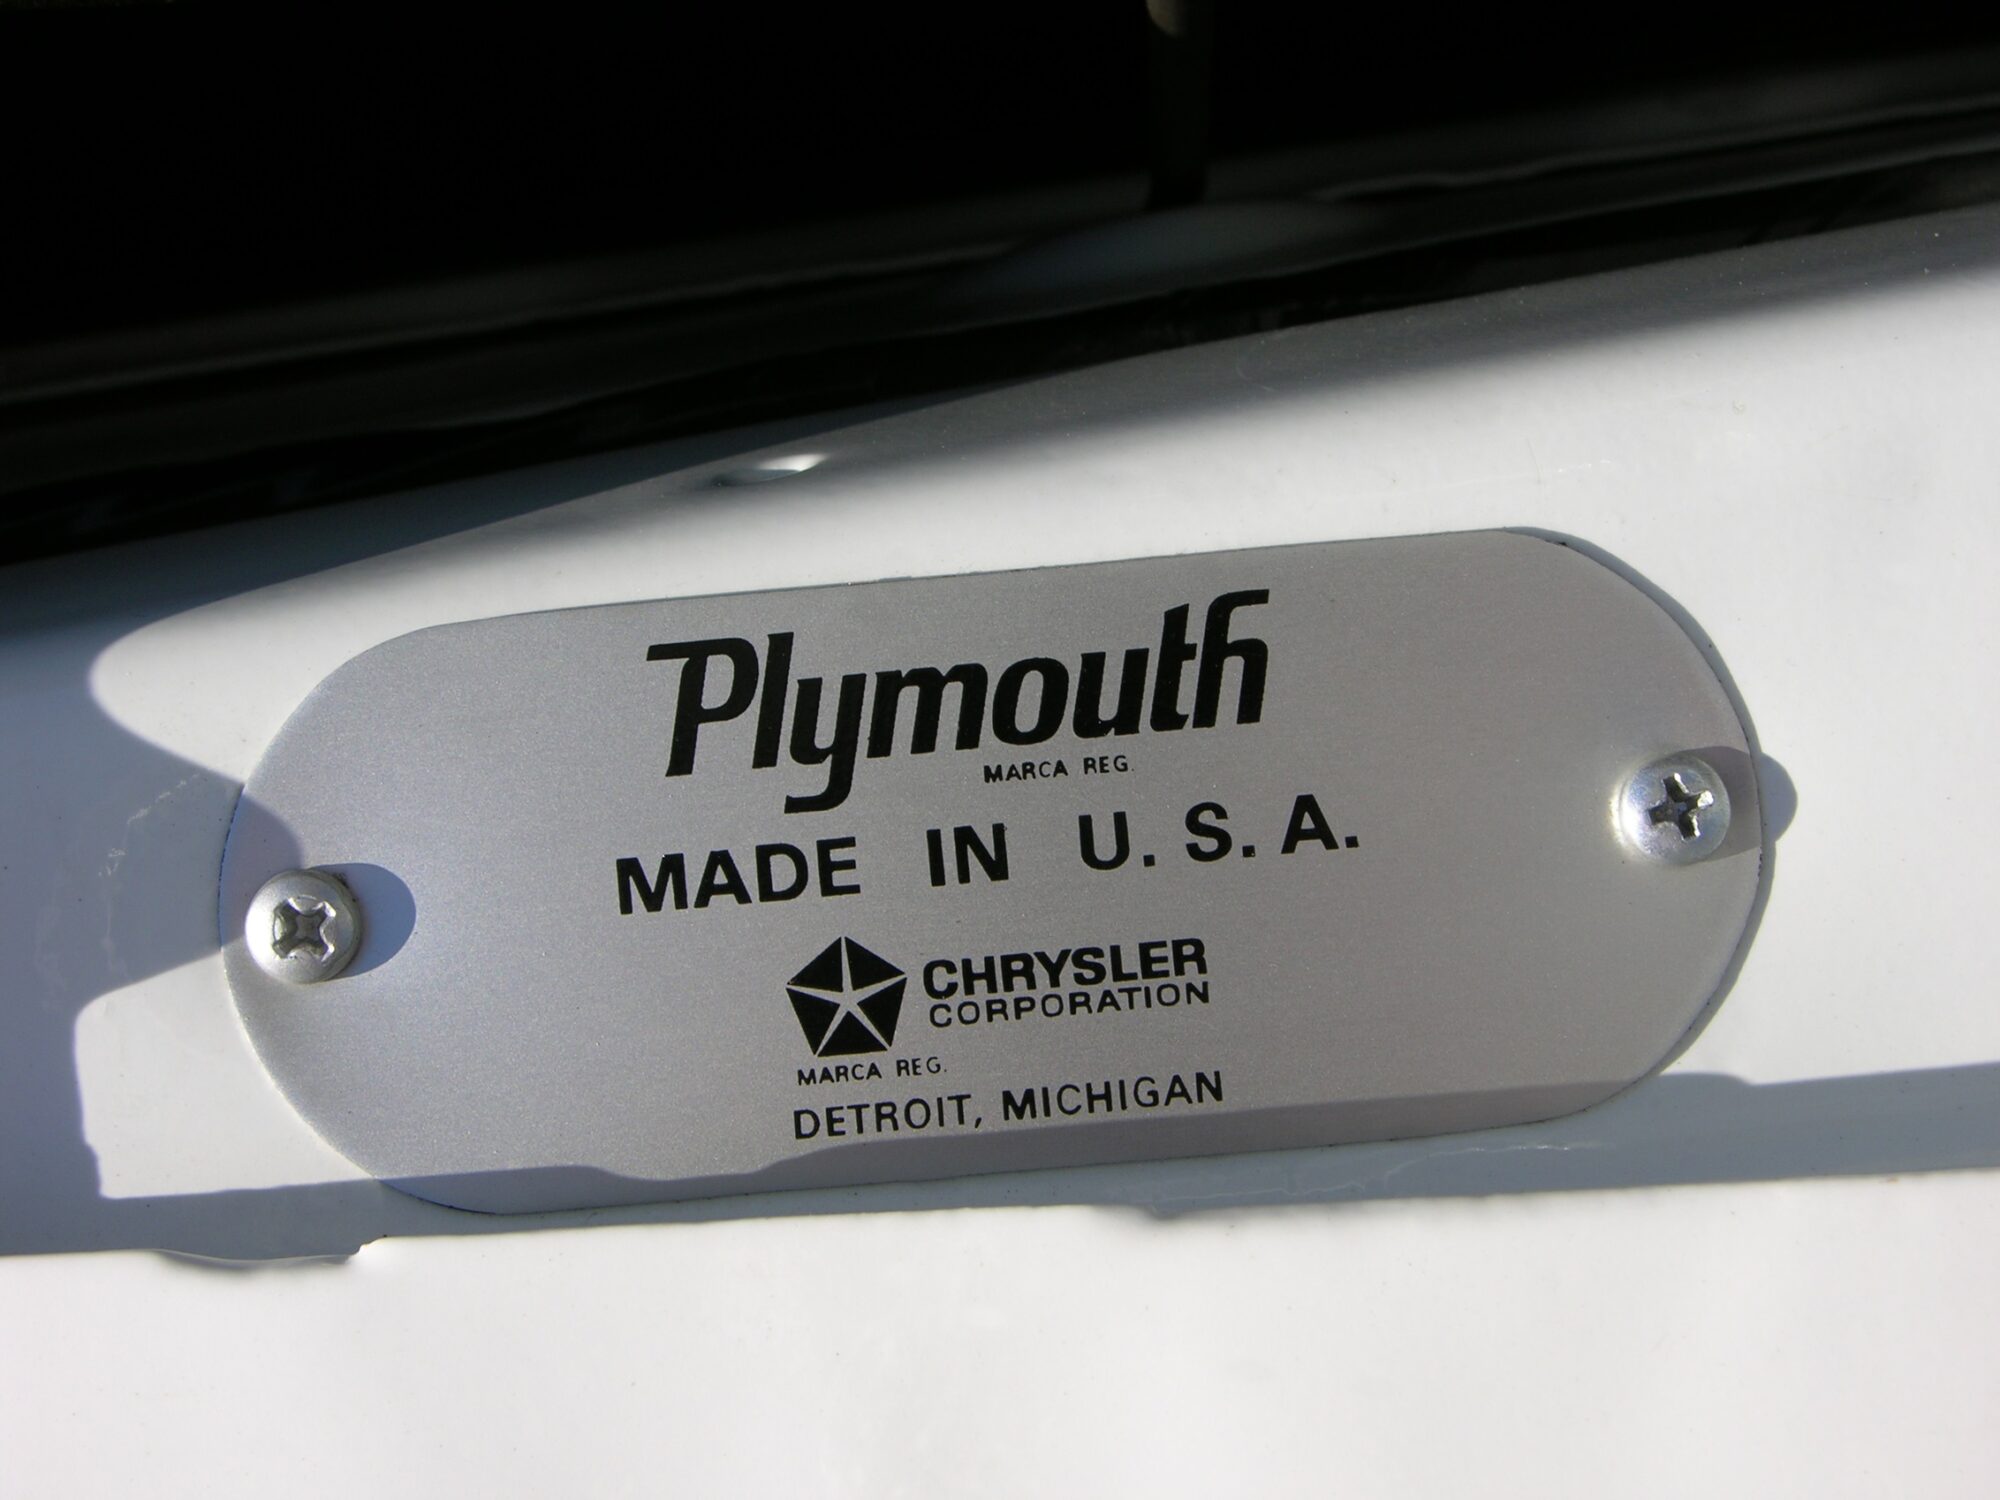 Plymouth
MARCA REG.
MADE IN U.S.A.
CHRYSLER
CORPORATION
MARCA REG.
DETROIT, MICHIGAN